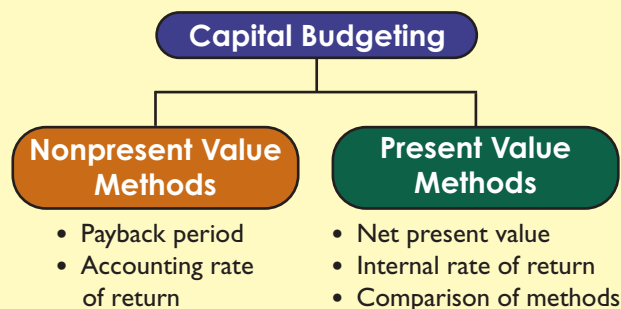 Capital Budgeting
Nonpresent Value
Methods
• Payback period
• Accounting rate
of return
Present Value
Methods
• Net present value
• Internal rate of return
• Comparison of methods